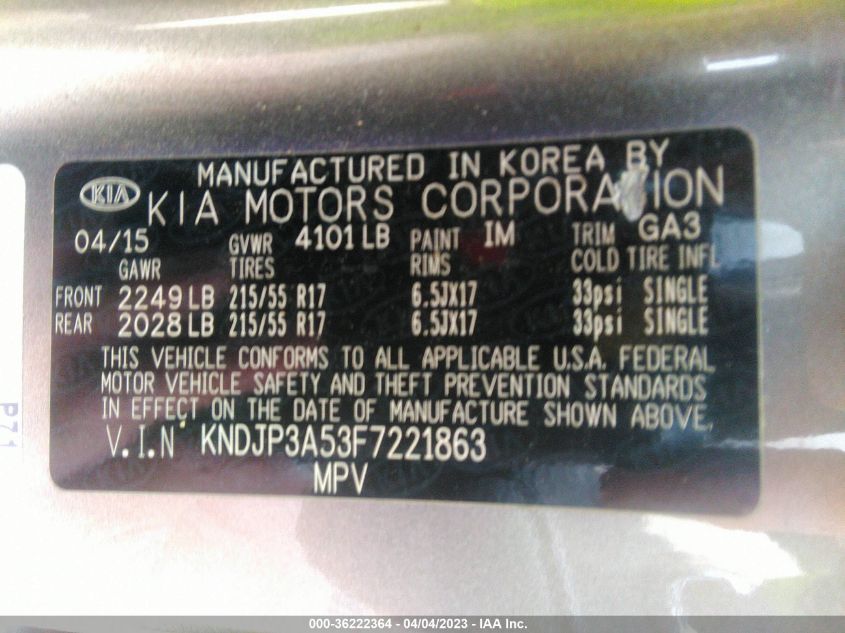 MANUFACTURED IN KOREA BY
KIA KIA MOTORS CORPORATION
04/15 GVWR 4101 LB PAINT IM TRIM GA3
GAWR TIRES RIMS COLD TIRE INFL
FRONT 2249 LB 215/55 R17 6.5JX17 33psi SINGLE
REAR 2028 LB 215/55 R17 6.5JX17 33psi SINGLE
THIS VEHICLE CONFORMS TO ALL APPLICABLE U.S.A. FEDERAL
MOTOR VEHICLE SAFETY AND THEFT PREVENTION STANDARDS
IN EFFECT ON THE DATE OF MANUFACTURE SHOWN ABOVE.
V.I.N KNDJP3A53F7221863
MPV
P71
000-36222364 - 04/04/2023 - IAA Inc.